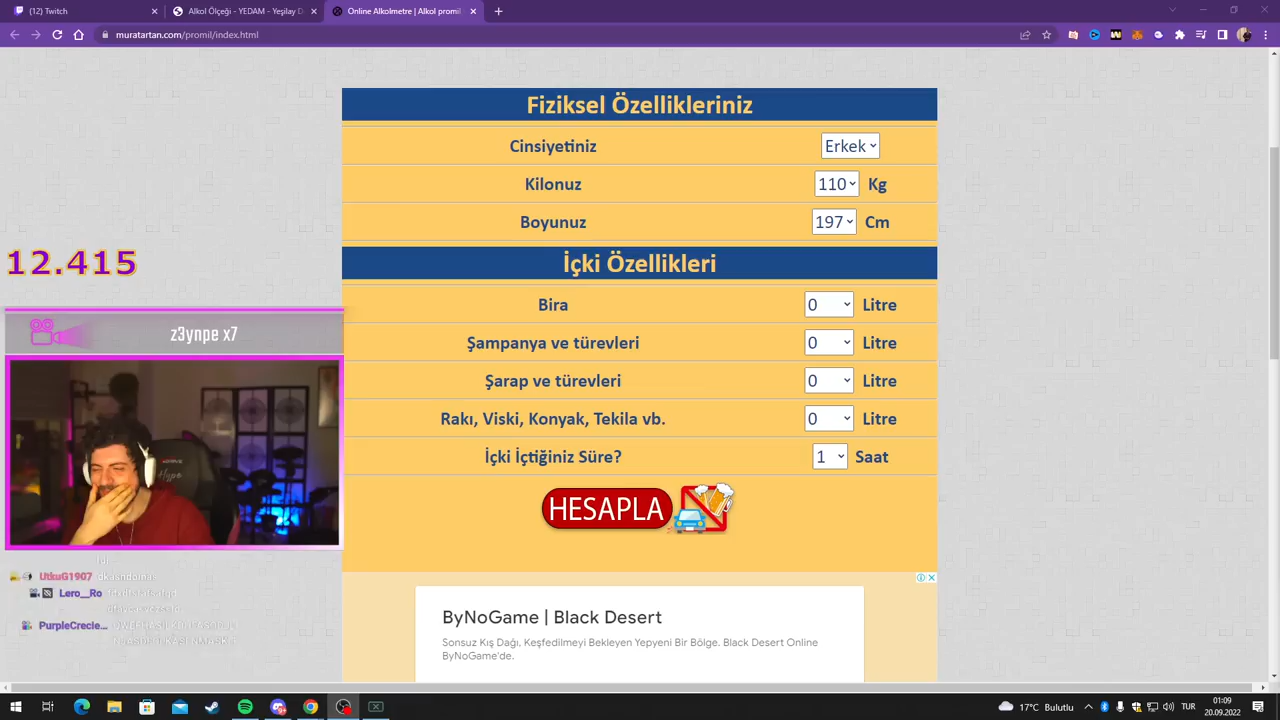 (12) Twitch
Alkol Ölçeği - YEDAM - Yeşilay D
Online Alkolmetre | Alkol promil
muratartan.com/promil/index.html
Fiziksel Özellikleriniz
Cinsiyetiniz Erkek
Kilonuz 110 Kg
Boyunuz 197 Cm
12.415
İçki Özellikleri
Bira 0 Litre
z3ynpe x7
Şampanya ve türevleri 0 Litre
Şarap ve türevleri 0 Litre
Rakı, Viski, Konyak, Tekila vb. 0 Litre
İçki İçtiğiniz Süre? 1 Saat
HESAPLA
UtkuG1907
Lero__Ro
PurpleCrecie...
ByNoGame | Black Desert
Sonsuz Kış Dağı, Keşfedilmeyi Bekleyen Yepyeni Bir Bölge. Black Desert Online
ByNoGame'de.
17°C Bulutlu
TUR
01:09
20.09.2022